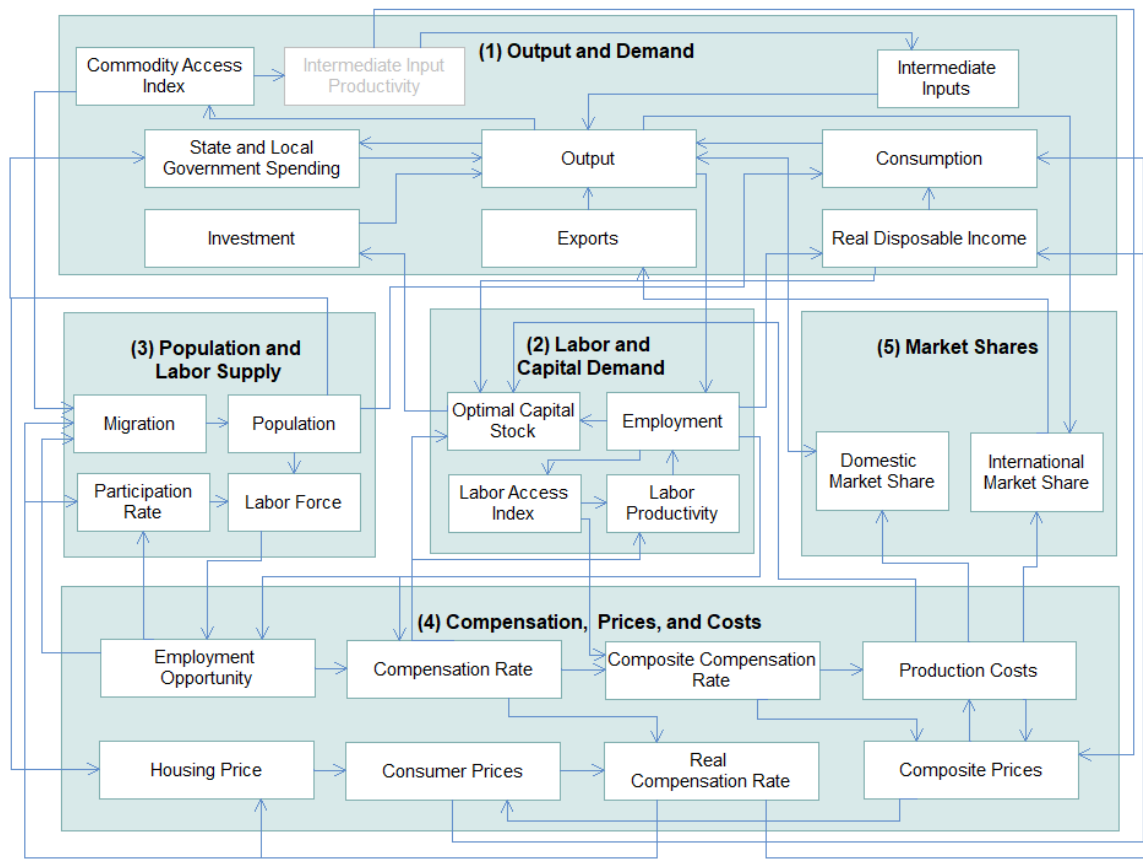 (1) Output and Demand
Commodity Access
Index
Intermediate Input
Productivity
Intermediate
Inputs
State and Local
Government Spending
Output
Consumption
Investment
Exports
Real Disposable Income
(3) Population and
Labor Supply
Migration
Population
Participation
Rate
Labor Force
(2) Labor and
Capital Demand
Optimal Capital
Stock
Employment
Labor Access
Index
Labor
Productivity
(5) Market Shares
Domestic
Market Share
International
Market Share
(4) Compensation, Prices, and Costs
Employment
Opportunity
Compensation Rate
Composite Compensation
Rate
Production Costs
Housing Price
Consumer Prices
Real
Compensation Rate
Composite Prices